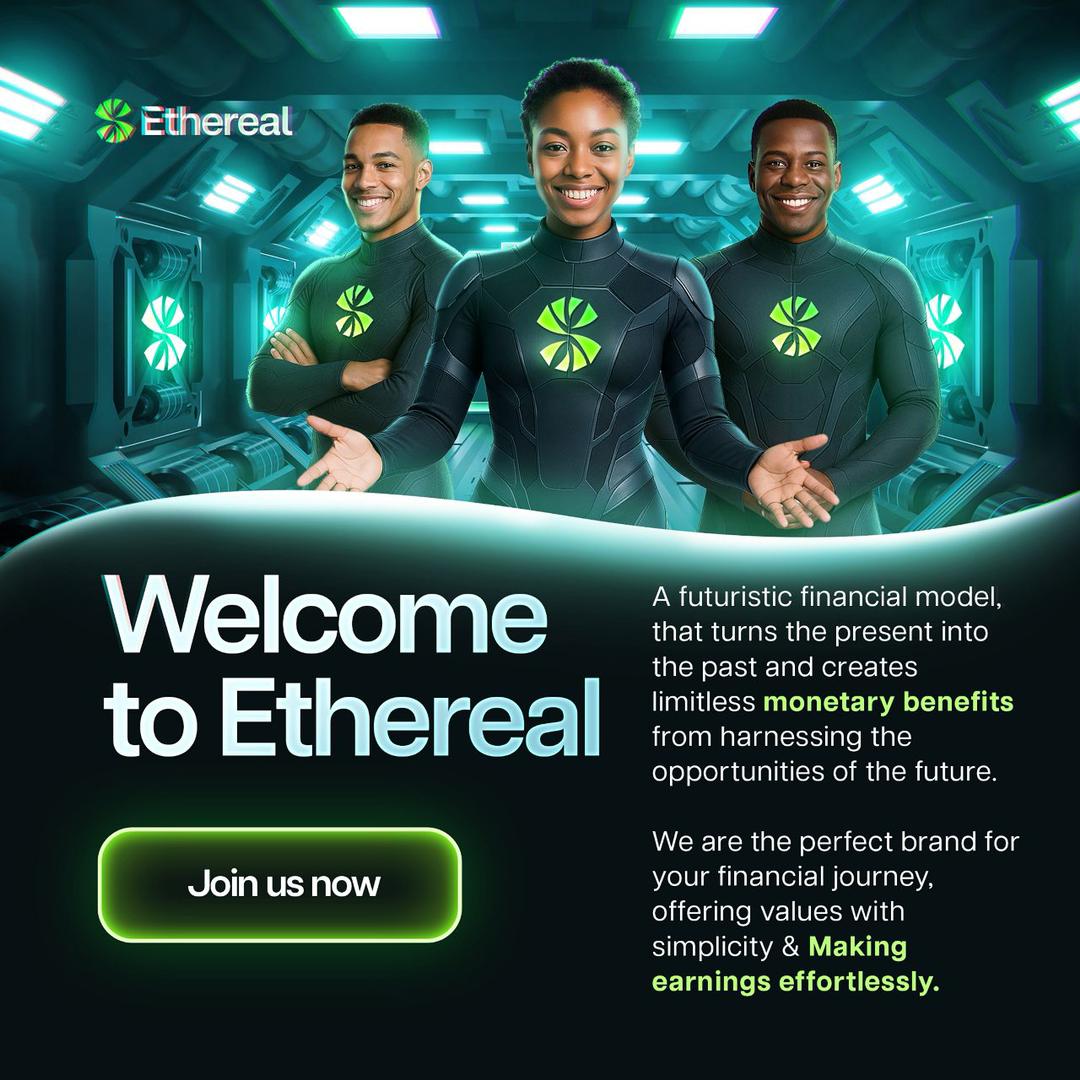 Ethereal
Welcome
to Ethereal
Join us now
A futuristic financial model,
that turns the present into
the past and creates
limitless monetary benefits
from harnessing the
opportunities of the future.
We are the perfect brand for
your financial journey,
offering values with
simplicity & Making
earnings effortlessly.